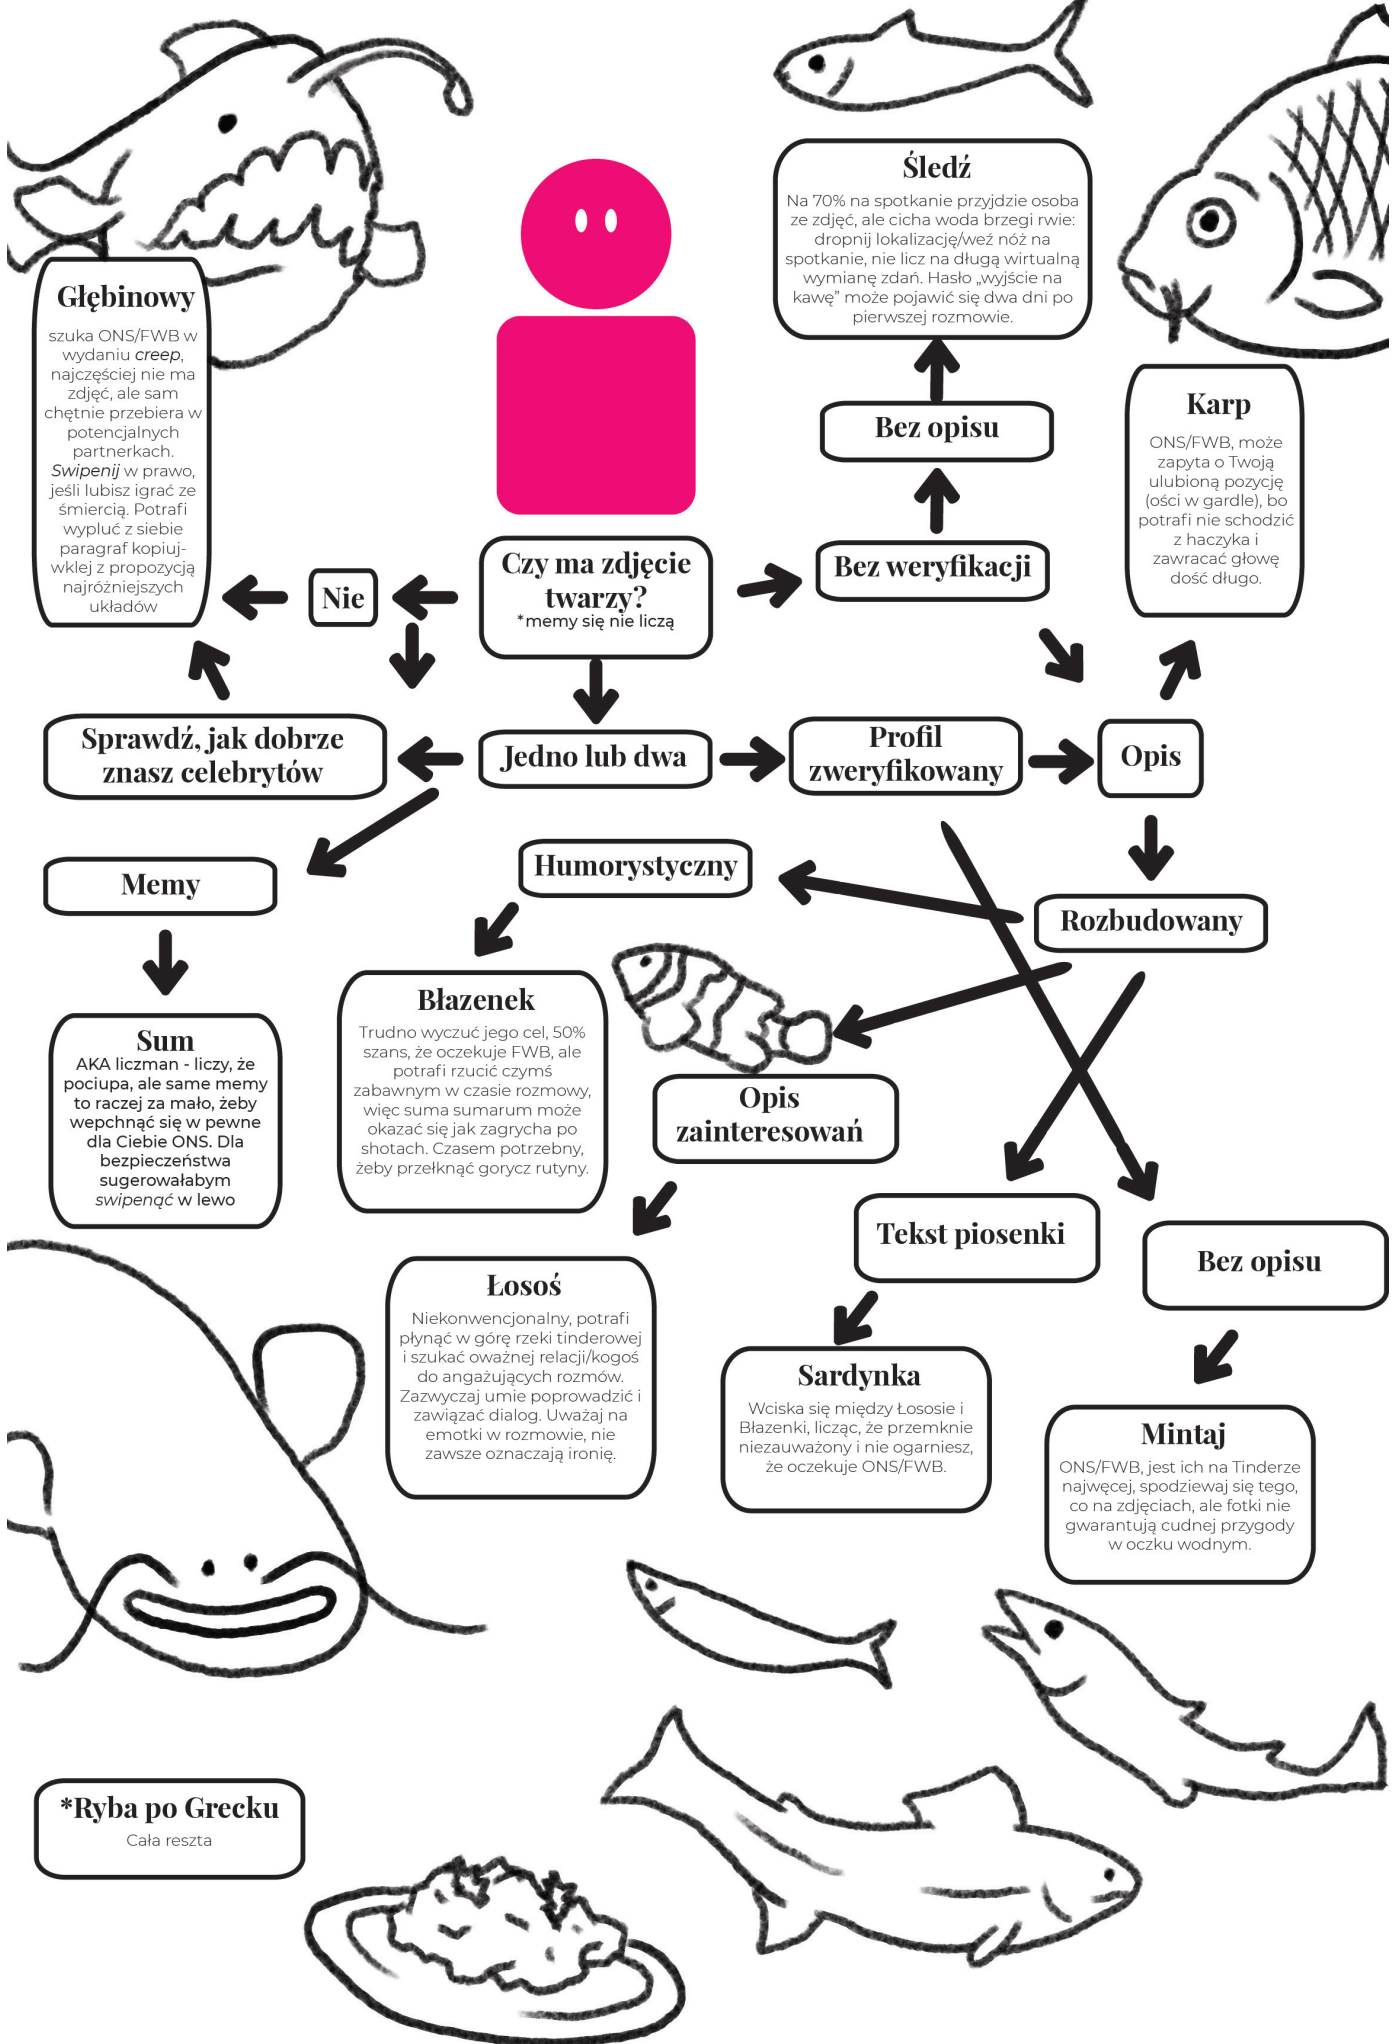 Śledź
Na 70% na spotkanie przyjdzie osoba
ze zdjęć, ale cicha woda brzegi rwie:
dropnij lokalizację/weź nóż na
spotkanie, nie licz na długą wirtualną
wymianę zdań. Hasło „wyjście na
kawę” może pojawić się dwa dni po
pierwszej rozmowie.
Głębinowy
szuka ONS/FWB w
wydaniu creep,
najczęściej nie ma
zdjęć, ale sam
chętnie przebiera w
potencjalnych
partnerkach.
Swipenij w prawo,
jeśli lubisz igrać ze
śmiercią. Potrafi
wypluć z siebie
paragraf kopiuj-
wklej z propozycją
najróżniejszych
układów
Bez opisu
Karp
ONS/FWB, może
zapyta o Twoją
ulubioną pozycję
(ości w gardle), bo
potrafi nie schodzić
z haczyka i
zawracać głowę
dość długo.
Nie
Czy ma zdjęcie
twarzy?
*memy się nie liczą
Bez weryfikacji
Sprawdź, jak dobrze
znasz celebrytów
Jedno lub dwa
Profil
zweryfikowany
Opis
Memy
Humorystyczny
Rozbudowany
Sum
AKA liczman - liczy, że
pociupa, ale same memy
to raczej za mało, żeby
wepchnąć się w pewne
dla Ciebie ONS. Dla
bezpieczeństwa
sugerowałabym
swipenąć w lewo
Błazenek
Trudno wyczuć jego cel, 50%
szans, że oczekuje FWB, ale
potrafi rzucić czymś
zabawnym w czasie rozmowy,
więc suma sumarum może
okazać się jak zagrycha po
shotach. Czasem potrzebny,
żeby przełknąć gorycz rutyny.
Opis
zainteresowań
Tekst piosenki
Bez opisu
Łosoś
Niekonwencjonalny, potrafi
płynąć w górę rzeki tinderowej
i szukać oważnej relacji/kogoś
do angażujących rozmów.
Zazwyczaj umie poprowadzić i
zawiązać dialog. Uważaj na
emotki w rozmowie, nie
zawsze oznaczają ironię.
Sardynka
Wciska się między Łososie i
Błazenki, licząc, że przemknie
niezauważony i nie ogarniesz,
że oczekuje ONS/FWB.
Mintaj
ONS/FWB, jest ich na Tinderze
najwęcej, spodziewaj się tego,
co na zdjęciach, ale fotki nie
gwarantują cudnej przygody
w oczku wodnym.
*Ryba po Grecku
Cała reszta